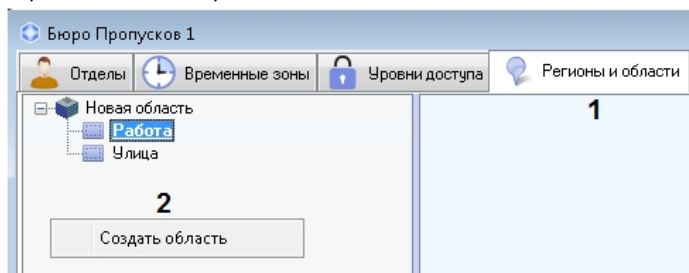 Бюро Пропусков 1
Отделы Временные зоны Уровни доступа Регионы и области
1
Новая область
Работа
Улица
2
Создать область